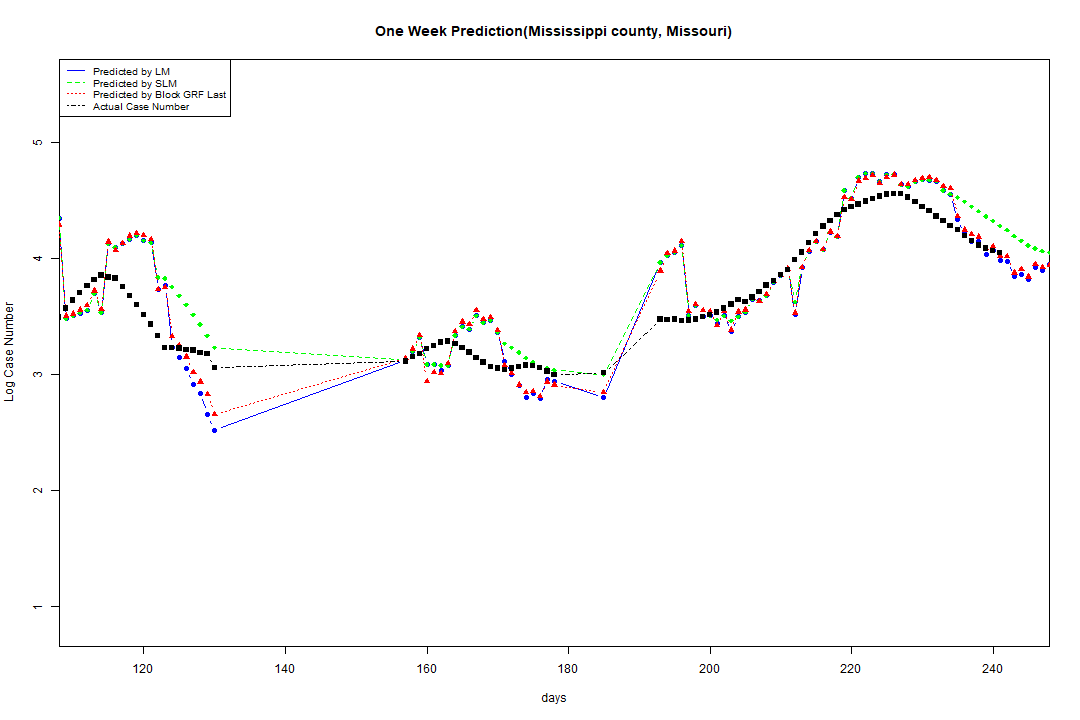 One Week Prediction(Mississippi county, Missouri)
Predicted by LM
Predicted by SLM
Predicted by Block GRF Last
Actual Case Number
5
4
3
2
1
Log Case Number
120 140 160 180 200 220 240
days